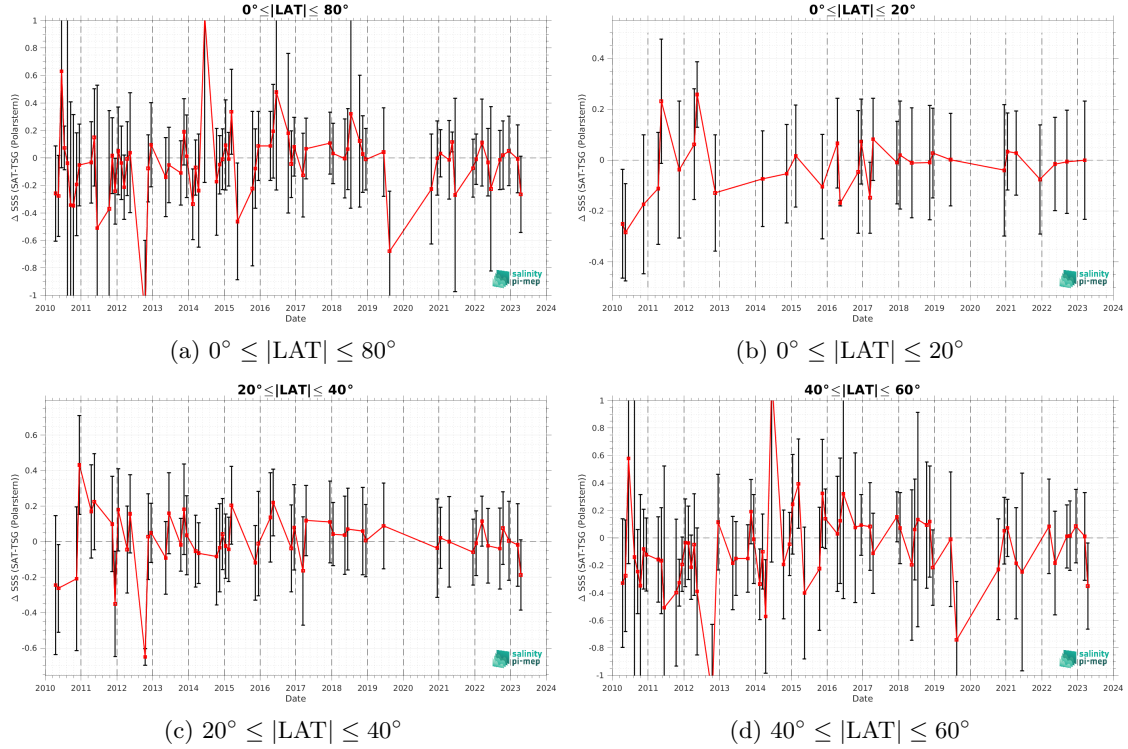 0°≤|LAT|≤ 80°
Δ SSS (SAT-TSG (Polarstern))
1
0.8
0.6
0.4
0.2
0
-0.2
-0.4
-0.6
-0.8
-1
2010 2011 2012 2013 2014 2015 2016 2017 2018 2019 2020 2021 2022 2023 2024
Date
salinity
pi-mep
(a) 0° ≤ |LAT| ≤ 80°
0°≤|LAT|≤ 20°
Δ SSS (SAT-TSG (Polarstern))
0.4
0.2
0
-0.2
-0.4
2010 2011 2012 2013 2014 2015 2016 2017 2018 2019 2020 2021 2022 2023 2024
Date
salinity
pi-mep
(b) 0° ≤ |LAT| ≤ 20°
20°≤|LAT|≤ 40°
Δ SSS (SAT-TSG (Polarstern))
0.6
0.4
0.2
0
-0.2
-0.4
-0.6
2010 2011 2012 2013 2014 2015 2016 2017 2018 2019 2020 2021 2022 2023 2024
Date
salinity
pi-mep
(c) 20° ≤ |LAT| ≤ 40°
40°≤|LAT|≤ 60°
Δ SSS (SAT-TSG (Polarstern))
1
0.8
0.6
0.4
0.2
0
-0.2
-0.4
-0.6
-0.8
-1
2010 2011 2012 2013 2014 2015 2016 2017 2018 2019 2020 2021 2022 2023 2024
Date
salinity
pi-mep
(d) 40° ≤ |LAT| ≤ 60°